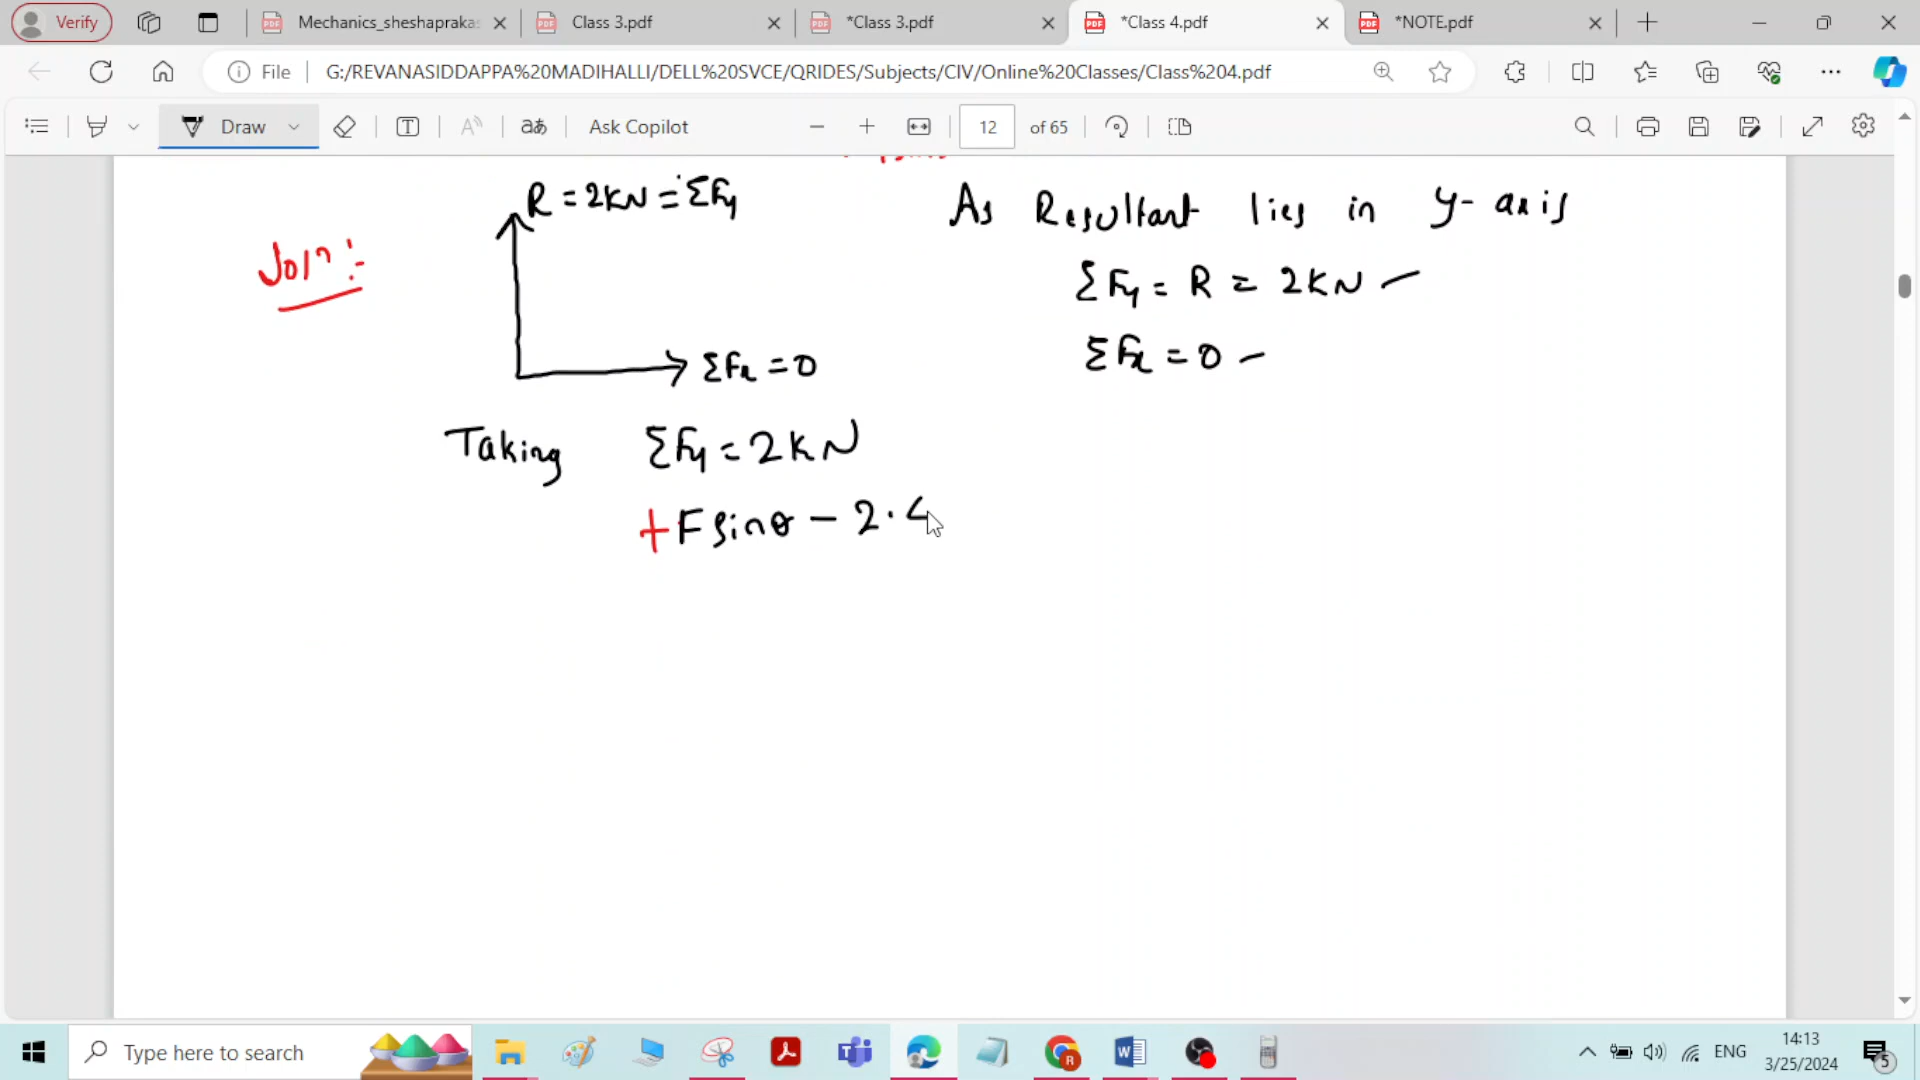 Verify
Mechanics_sheshapraka
Class 3.pdf
*Class 3.pdf
*Class 4.pdf
*NOTE.pdf
File
G:/REVANASIDDAPPA%20MADIHALLI/DELL%20SVCE/QRIDES/Subjects/CIV/Online%20Classes/Class%204.pdf
Draw
Ask Copilot
12
of 65
R = 2KN = ΣFy
As Resultant lies in y-axis
Soln :-
ΣFy = R = 2KN
ΣFx = 0
ΣFx = 0
Taking ΣFy = 2KN
+Fsinθ - 2.4
Type here to search
ENG
14:13
3/25/2024
5